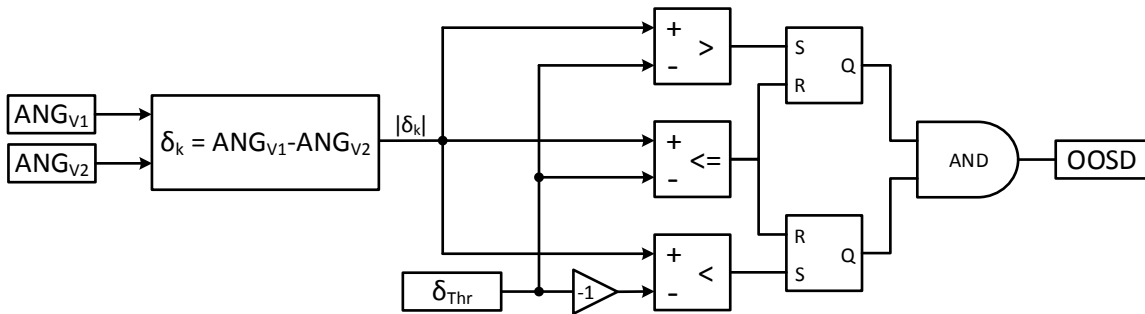 ANGV1
ANGV2
δk = ANGV1-ANGV2
|δk|
+
-
>
+
-
<=
+
-
<
δThr
-1
S
R
Q
R
S
Q
AND
OOSD